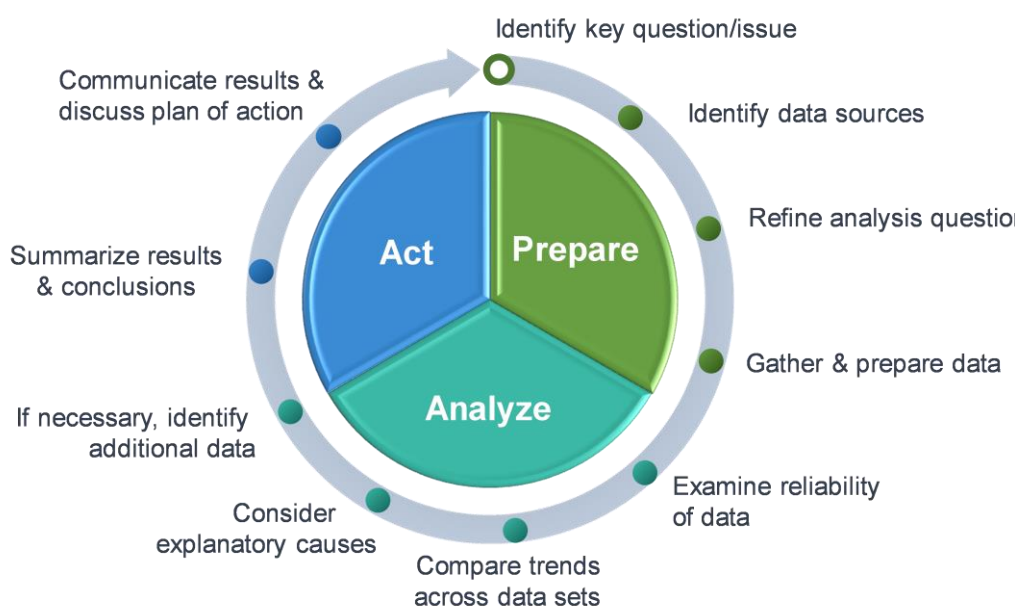 Identify key question/issue
Identify data sources
Refine analysis question
Gather & prepare data
Examine reliability
of data
Compare trends
across data sets
Consider
explanatory causes
If necessary, identify
additional data
Summarize results
& conclusions
Communicate results &
discuss plan of action
Act
Prepare
Analyze